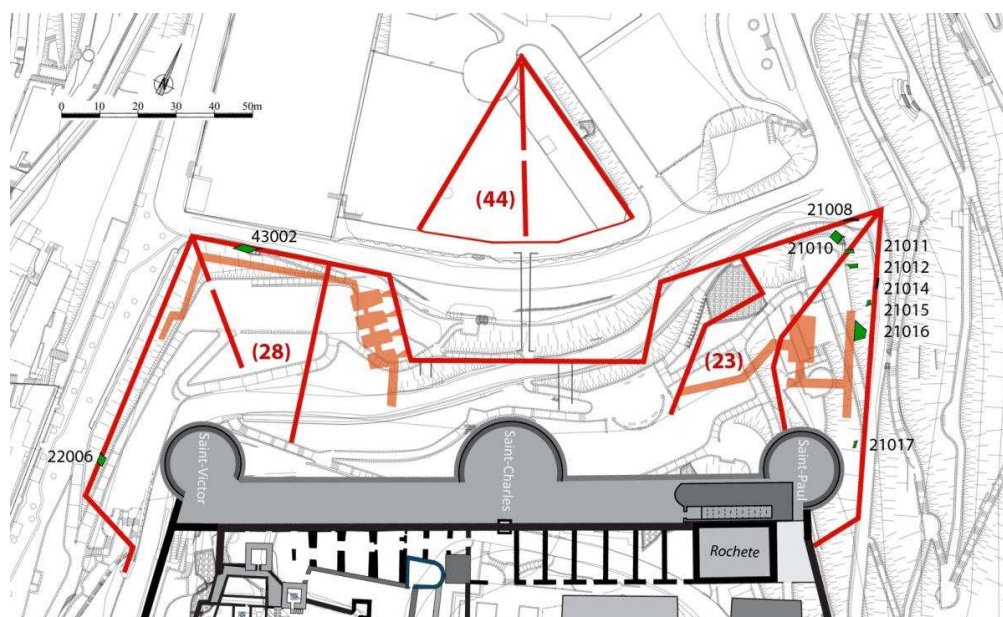 N
0 10 20 30 40 50m
(44)
21008
43002
21010
21011
21012
21014
21015
21016
(28)
(23)
21017
22006
Saint-Victor
Saint-Charles
Saint-Paul
Rochete